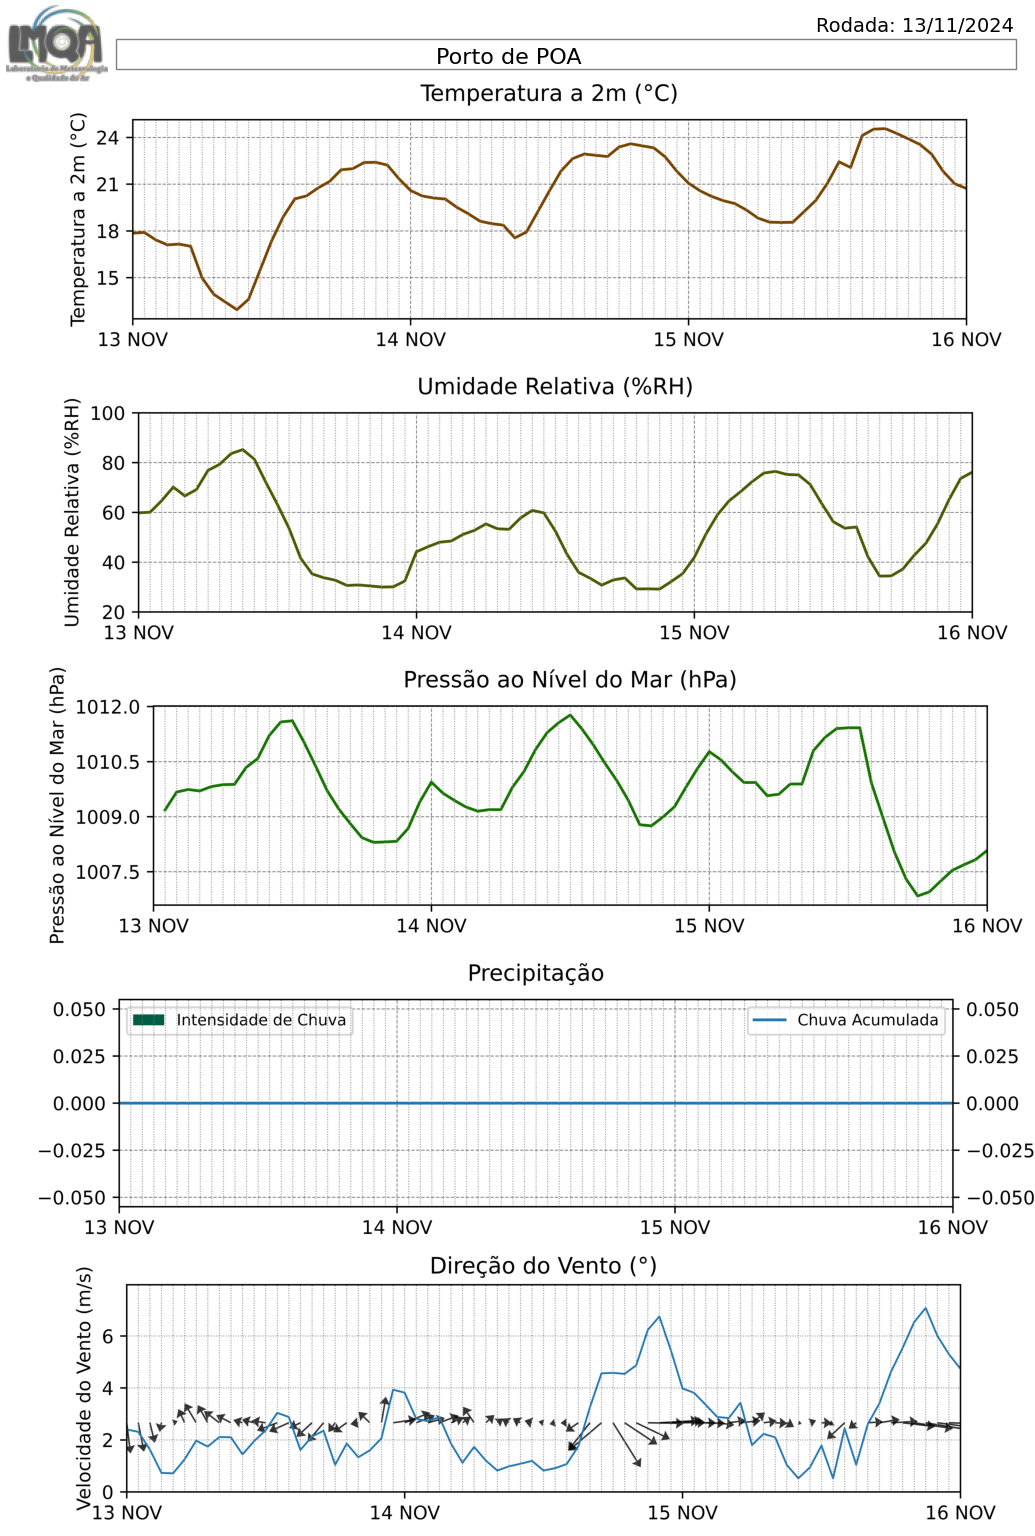 Rodada: 13/11/2024
LMQA
Laboratório de Meteorologia
e Qualidade do Ar
Porto de POA
Temperatura a 2m (°C)
Temperatura a 2m (°C)
24
21
18
15
13 NOV 14 NOV 15 NOV 16 NOV
Umidade Relativa (%RH)
Umidade Relativa (%RH)
100
80
60
40
20
13 NOV 14 NOV 15 NOV 16 NOV
Pressão ao Nível do Mar (hPa)
Pressão ao Nível do Mar (hPa)
1012.0
1010.5
1009.0
1007.5
13 NOV 14 NOV 15 NOV 16 NOV
Precipitação
0.050 0.050
Intensidade de Chuva Chuva Acumulada
0.025 0.025
0.000 0.000
−0.025 −0.025
−0.050 −0.050
13 NOV 14 NOV 15 NOV 16 NOV
Direção do Vento (°)
Velocidade do Vento (m/s)
6
4
2
0
13 NOV 14 NOV 15 NOV 16 NOV